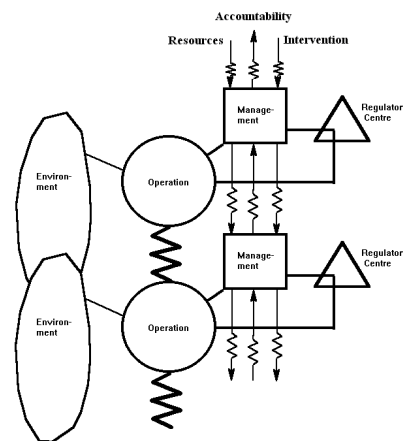 Accountability
Resources
Intervention
Manage-
ment
Regulator
Centre
Environ-
ment
Operation
Manage-
ment
Regulator
Centre
Environ-
ment
Operation